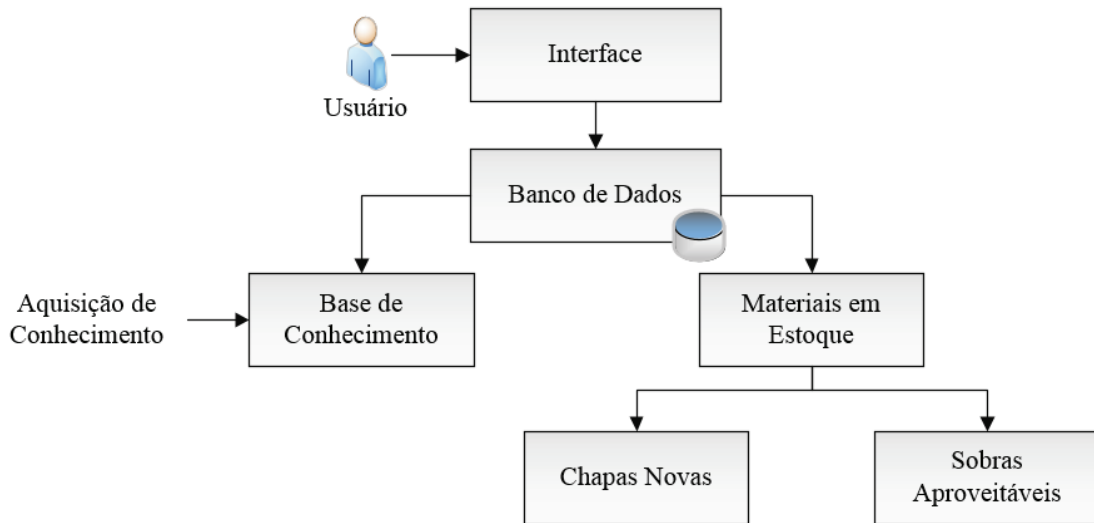 Interface
Usuário
Banco de Dados
Aquisição de
Conhecimento
Base de
Conhecimento
Materiais em
Estoque
Chapas Novas
Sobras
Aproveitáveis